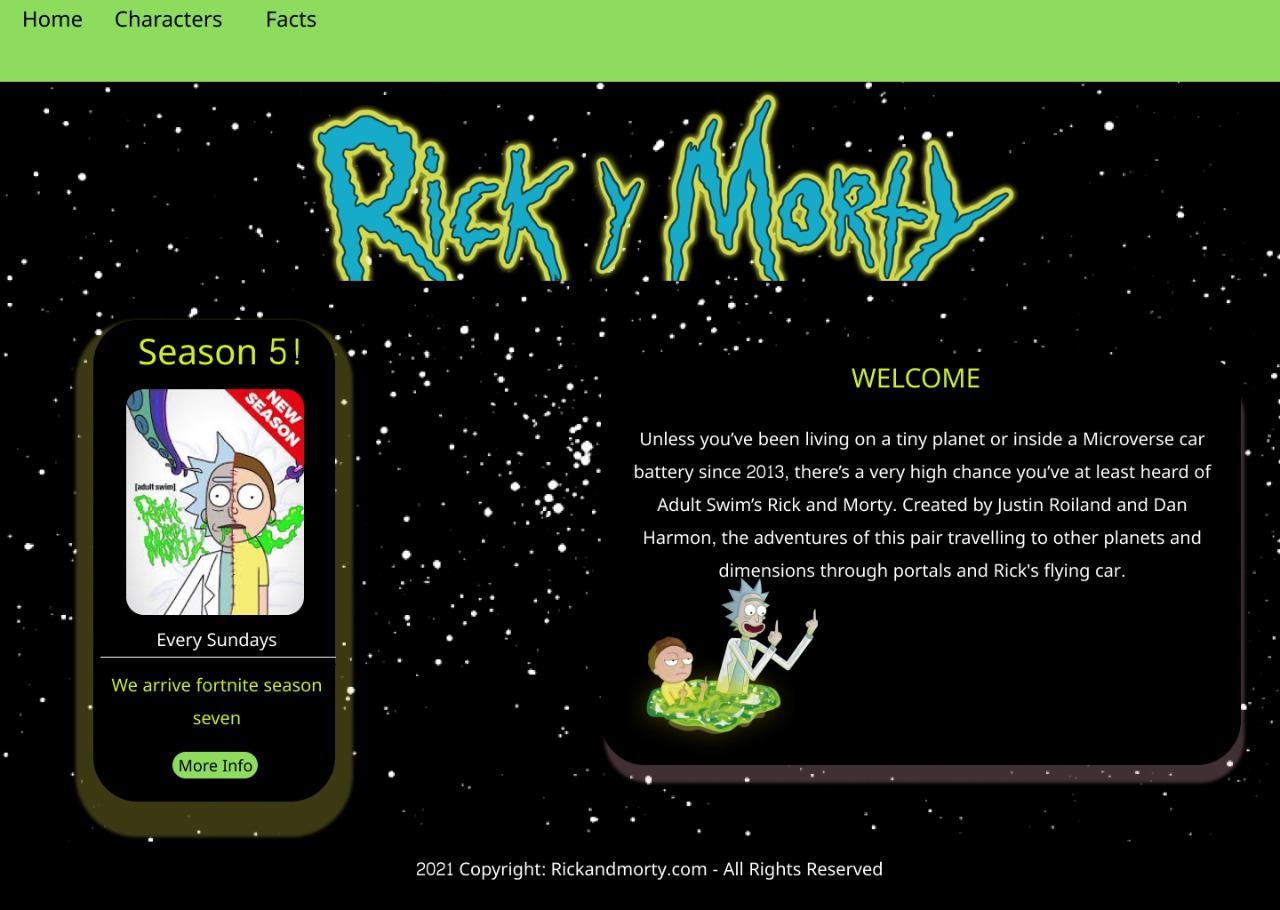 Home Characters Facts
Rick y Morty
Season 5!
NEW
SEASON
[adult swim]
Rick
and
Morty
Every Sundays
We arrive fortnite season
seven
More Info
WELCOME
Unless you’ve been living on a tiny planet or inside a Microverse car
battery since 2013, there’s a very high chance you’ve at least heard of
Adult Swim’s Rick and Morty. Created by Justin Roiland and Dan
Harmon, the adventures of this pair travelling to other planets and
dimensions through portals and Rick's flying car.
2021 Copyright: Rickandmorty.com - All Rights Reserved